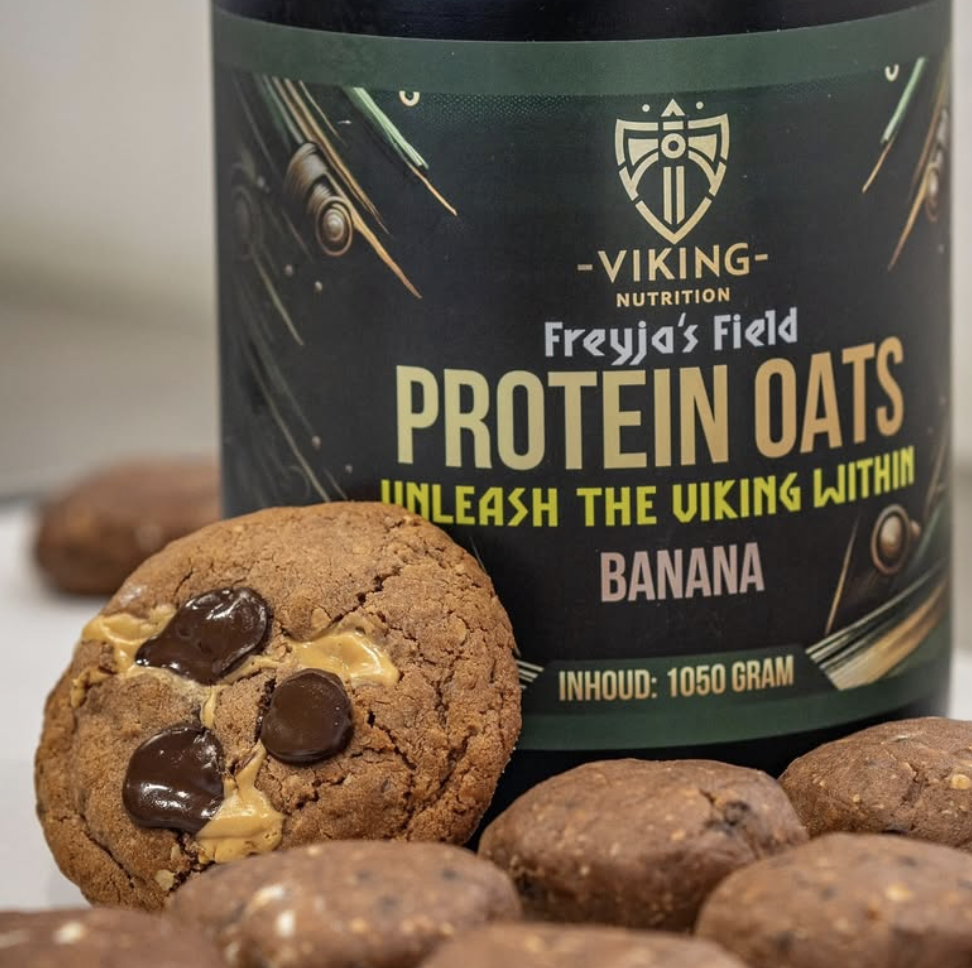 -VIKING-
NUTRITION
Freyja's Field
PROTEIN OATS
UNLEASH THE VIKING WITHIN
BANANA
INHOUD: 1050 GRAM